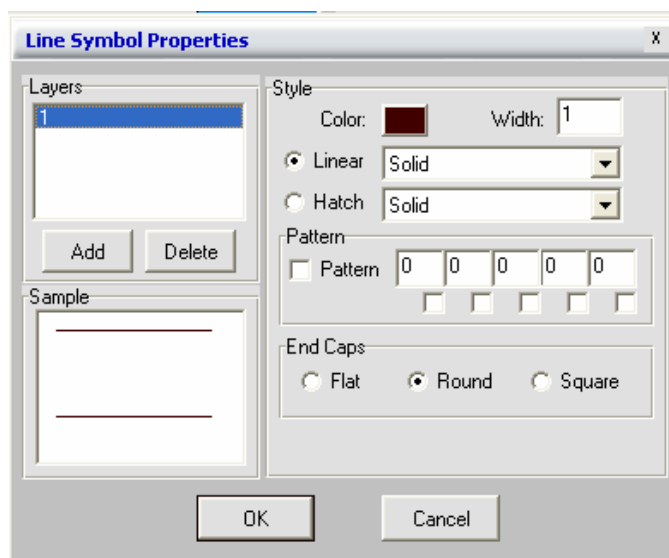 Line Symbol Properties X
Layers
1
Add Delete
Sample
Style
Color: Width: 1
Linear Solid
Hatch Solid
Pattern
Pattern 0 0 0 0 0
End Caps
Flat Round Square
OK Cancel